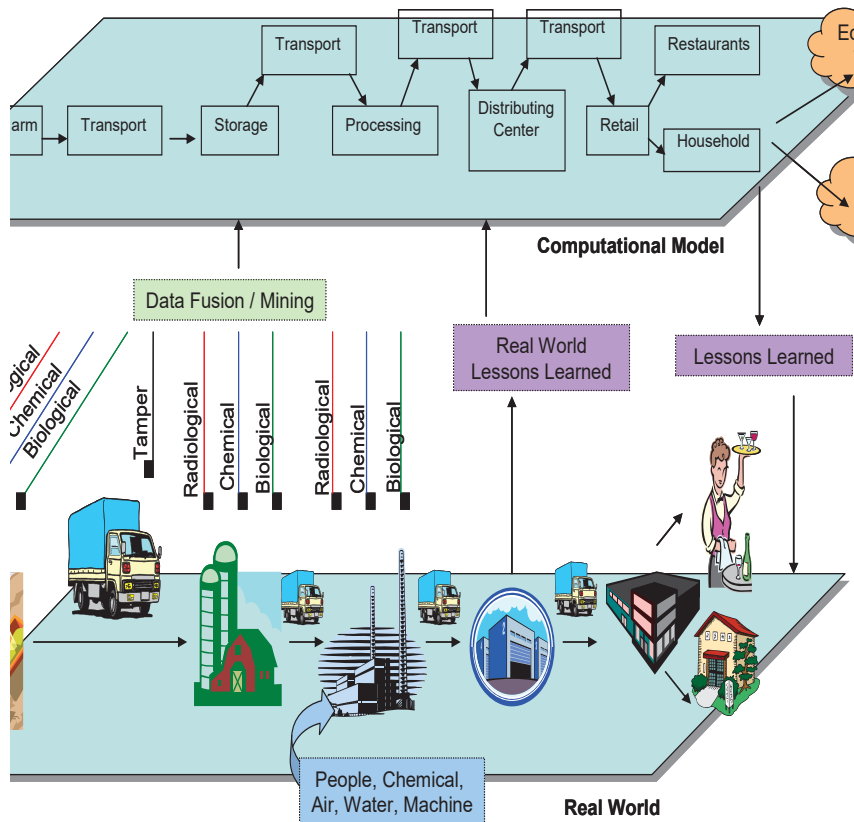 Transport
Transport
Transport
Restaurants
Ec
arm
Transport
Storage
Processing
Distributing
Center
Retail
Household
Computational Model
Data Fusion / Mining
Real World
Lessons Learned
Lessons Learned
ogical
Chemical
Biological
Tamper
Radiological
Chemical
Biological
Radiological
Chemical
Biological
People, Chemical,
Air, Water, Machine
Real World